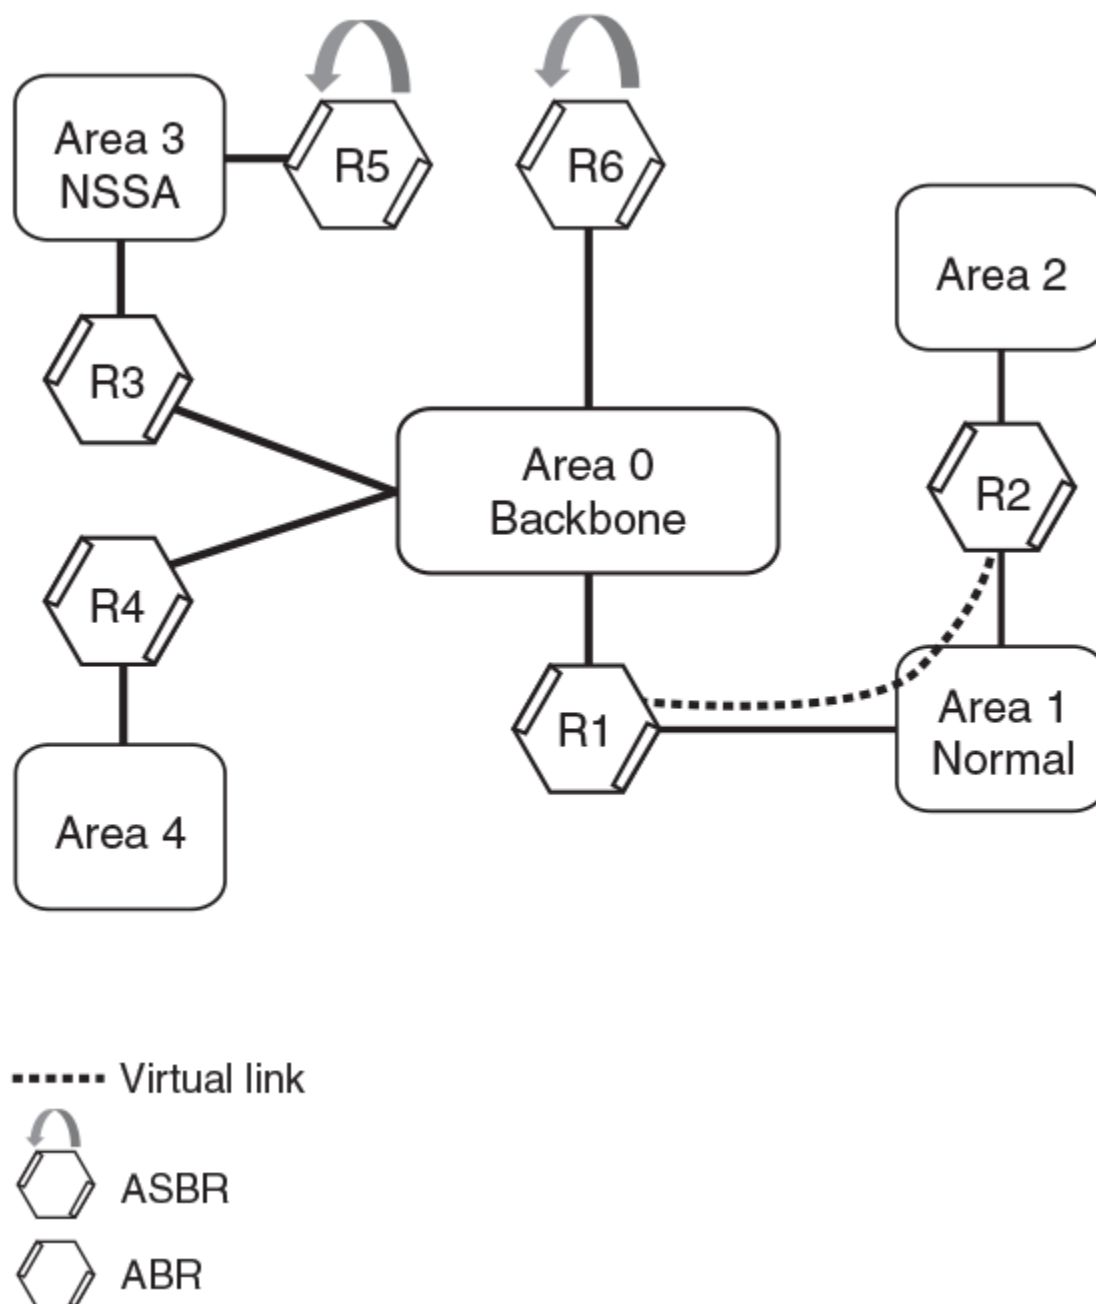 Area 3
NSSA
R5
R6
Area 2
R3
Area 0
Backbone
R2
R4
R1
Area 1
Normal
Area 4
Virtual link
ASBR
ABR